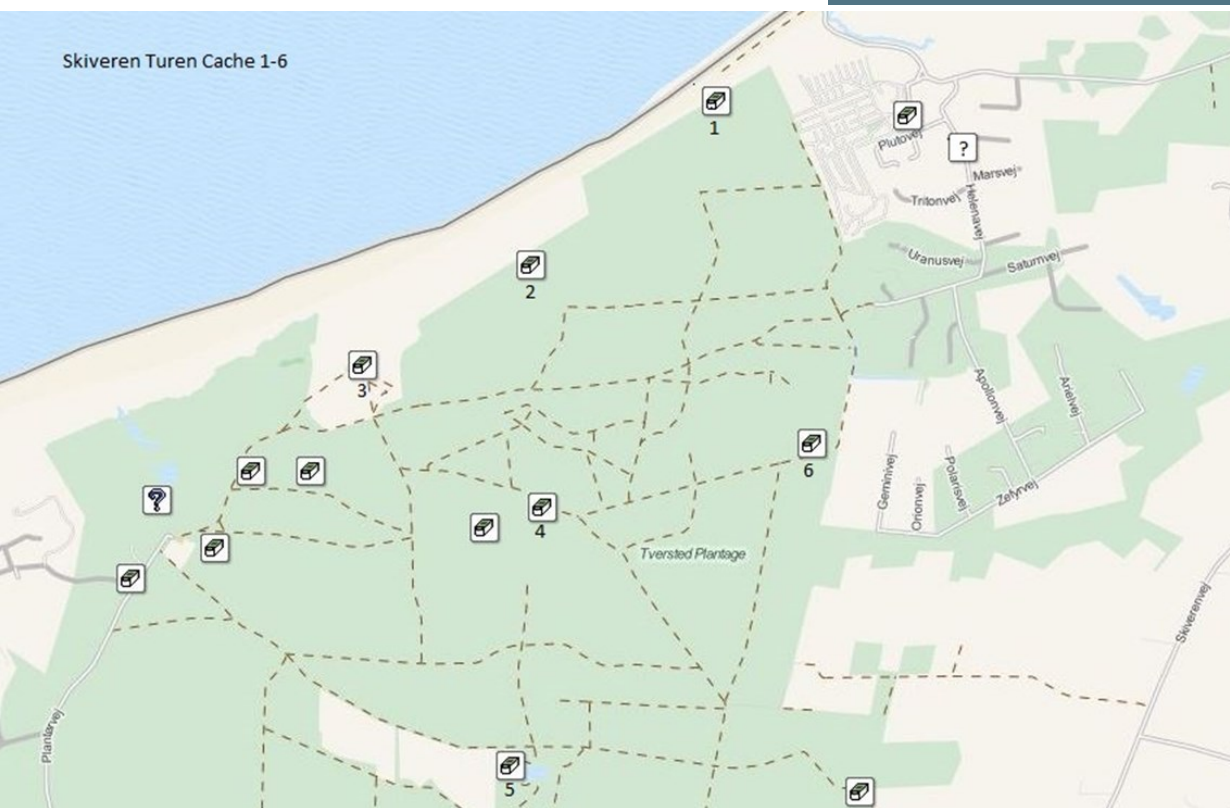 Skiveren Turen Cache 1-6
1
Plutovej
?
Marsvej
Tritonvej
Helenavej
Uranusvej
Saturnvej
2
3
Apollonvej
Arielvej
6
Geminivej
Orionvej
Polarisvej
Zefyrvej
?
4
Tversted Plantage
Skiverenvej
Plantørvej
5